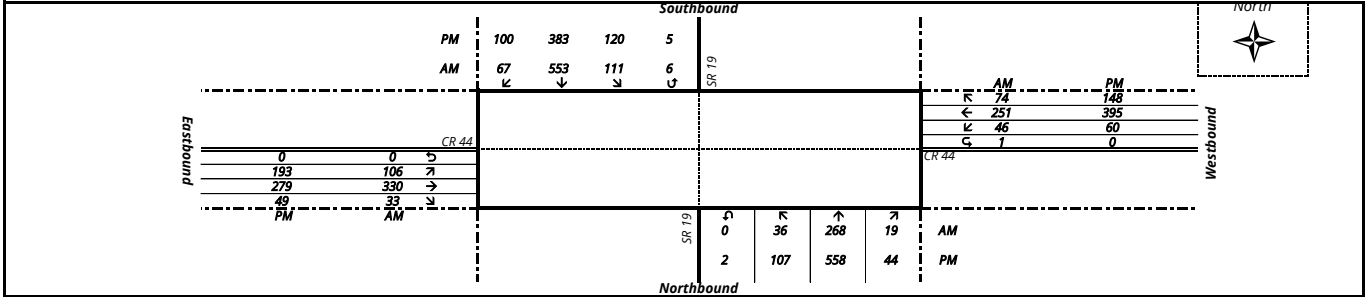 Southbound
North
PM 100 383 120 5
AM 67 553 111 6
SR 19
AM PM
74 148
251 395
46 60
1 0
CR 44
Westbound
Eastbound
CR 44
0 0
193 106
279 330
49 33
PM AM
SR 19
0 36 268 19 AM
2 107 558 44 PM
Northbound